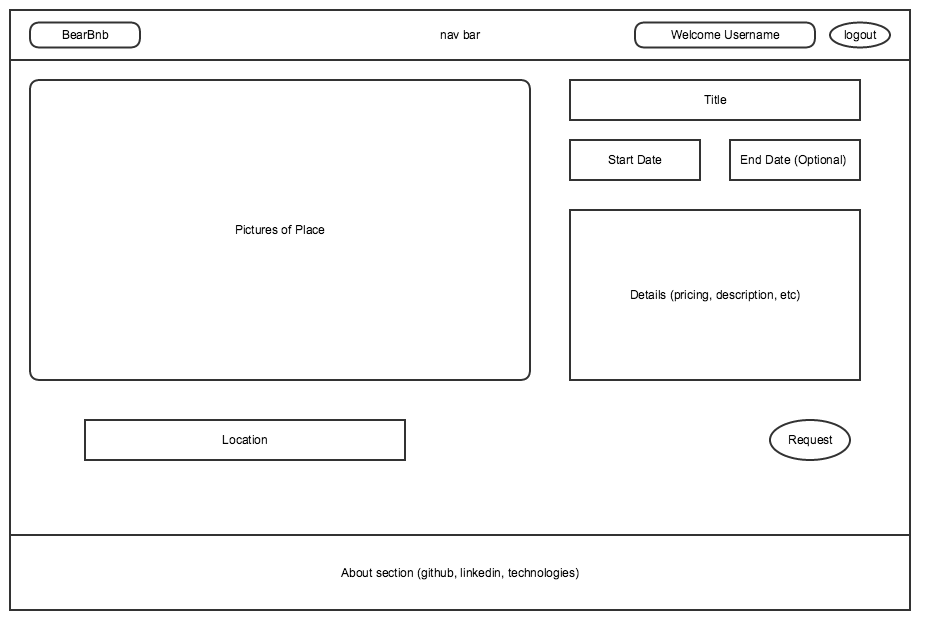 BearBnb
nav bar
Welcome Username
logout
Title
Start Date
End Date (Optional)
Pictures of Place
Details (pricing, description, etc)
Location
Request
About section (github, linkedin, technologies)